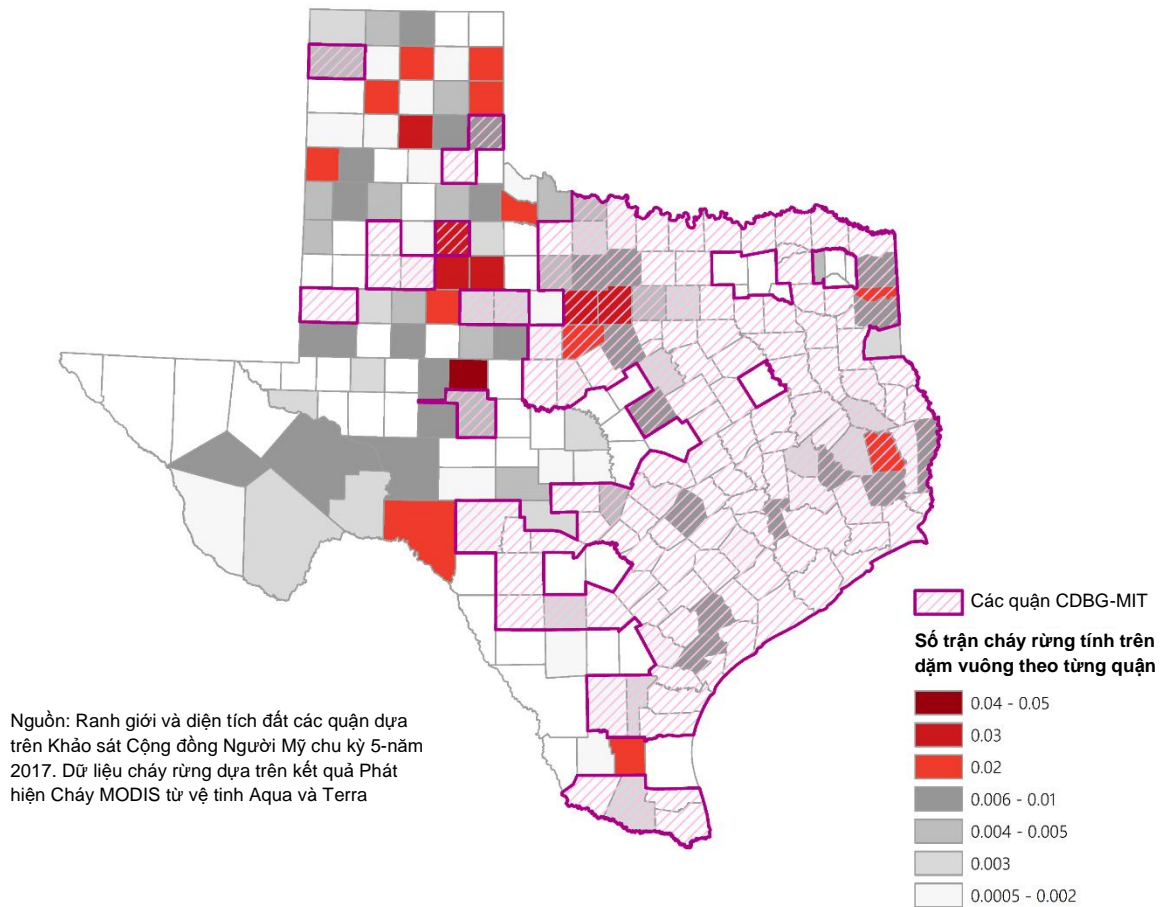 Các quận CDBG-MIT
Số trận cháy rừng tính trên
dặm vuông theo từng quận
0.04 - 0.05
0.03
0.02
0.006 - 0.01
0.004 - 0.005
0.003
0.0005 - 0.002
Nguồn: Ranh giới và diện tích đất các quận dựa
trên Khảo sát Cộng đồng Người Mỹ chu kỳ 5-năm
2017. Dữ liệu cháy rừng dựa trên kết quả Phát
hiện Cháy MODIS từ vệ tinh Aqua và Terra